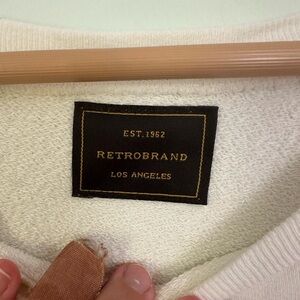 EST. 1962
RETROBRAND
LOS ANGELES